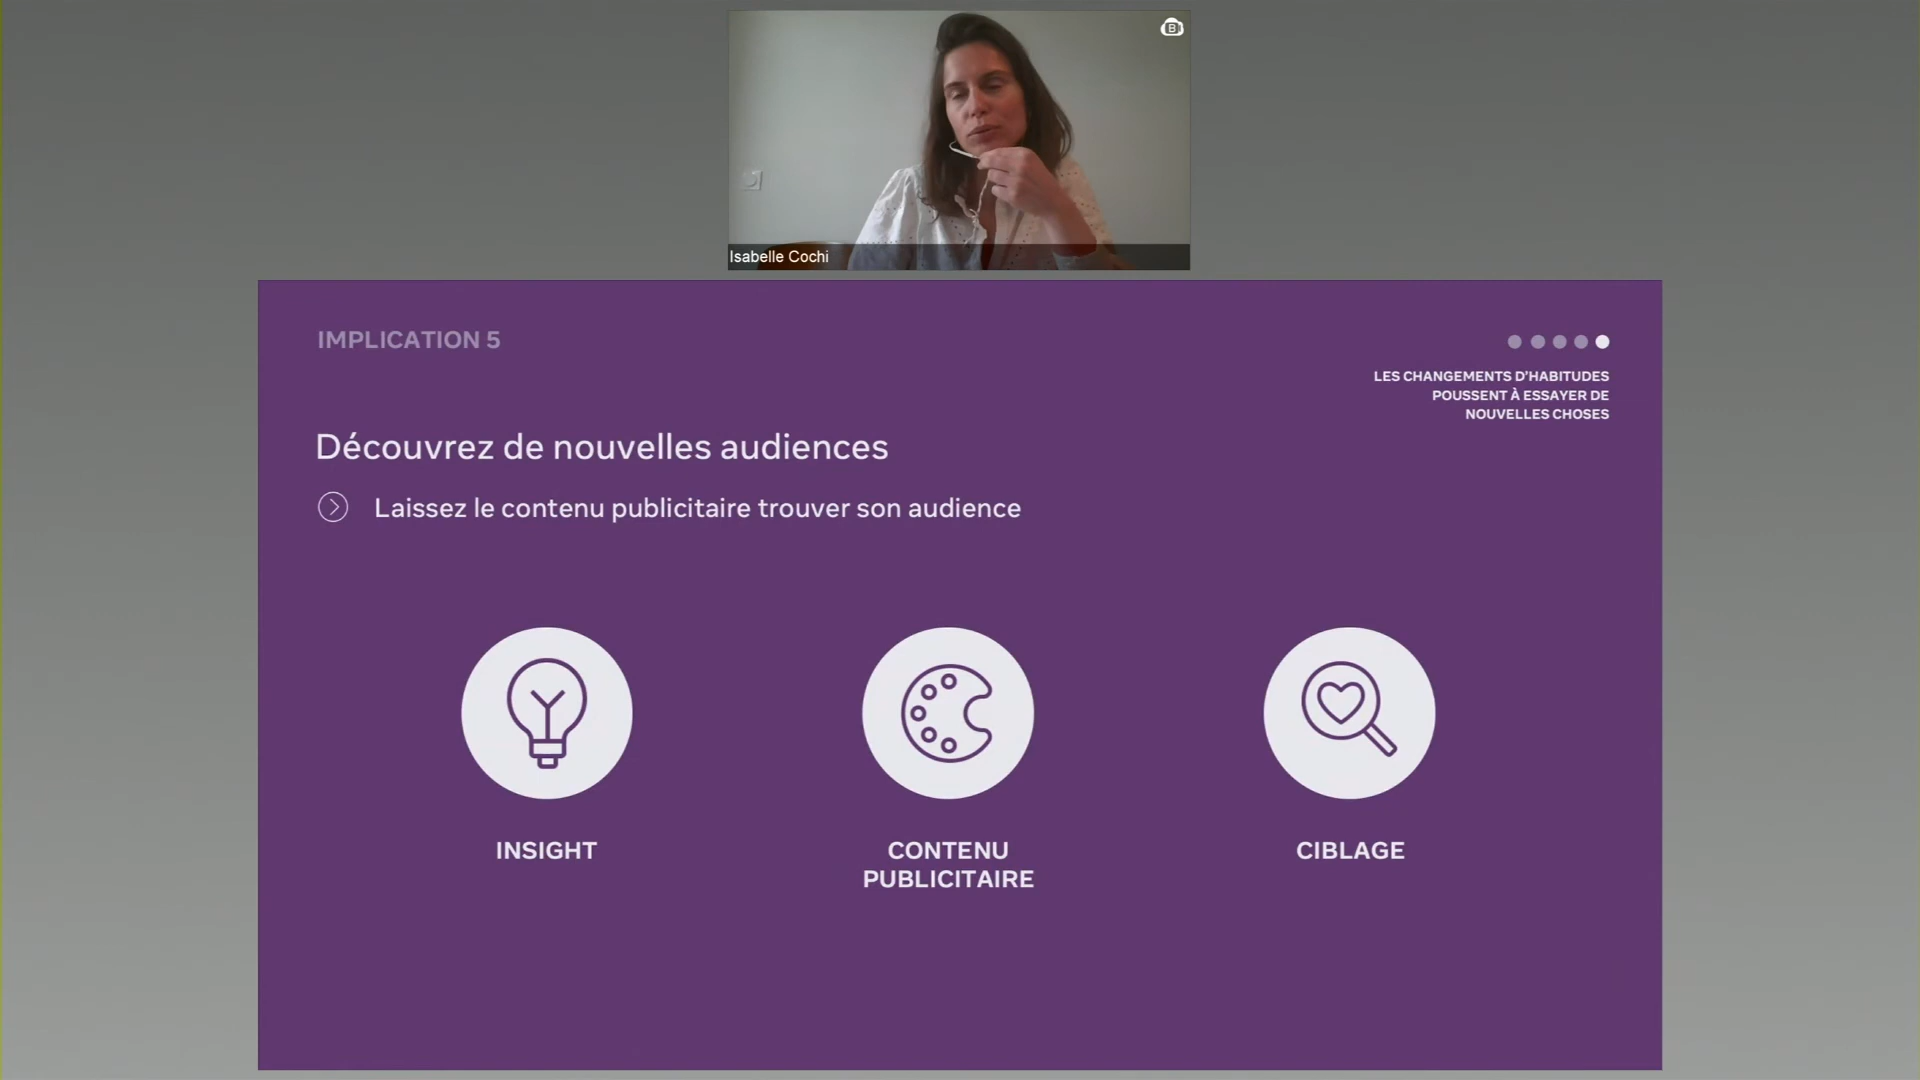 B
Isabelle Cochi
IMPLICATION 5
LES CHANGEMENTS D'HABITUDES
POUSSENT À ESSAYER DE
NOUVELLES CHOSES
Découvrez de nouvelles audiences
Laissez le contenu publicitaire trouver son audience
INSIGHT
CONTENU
PUBLICITAIRE
CIBLAGE